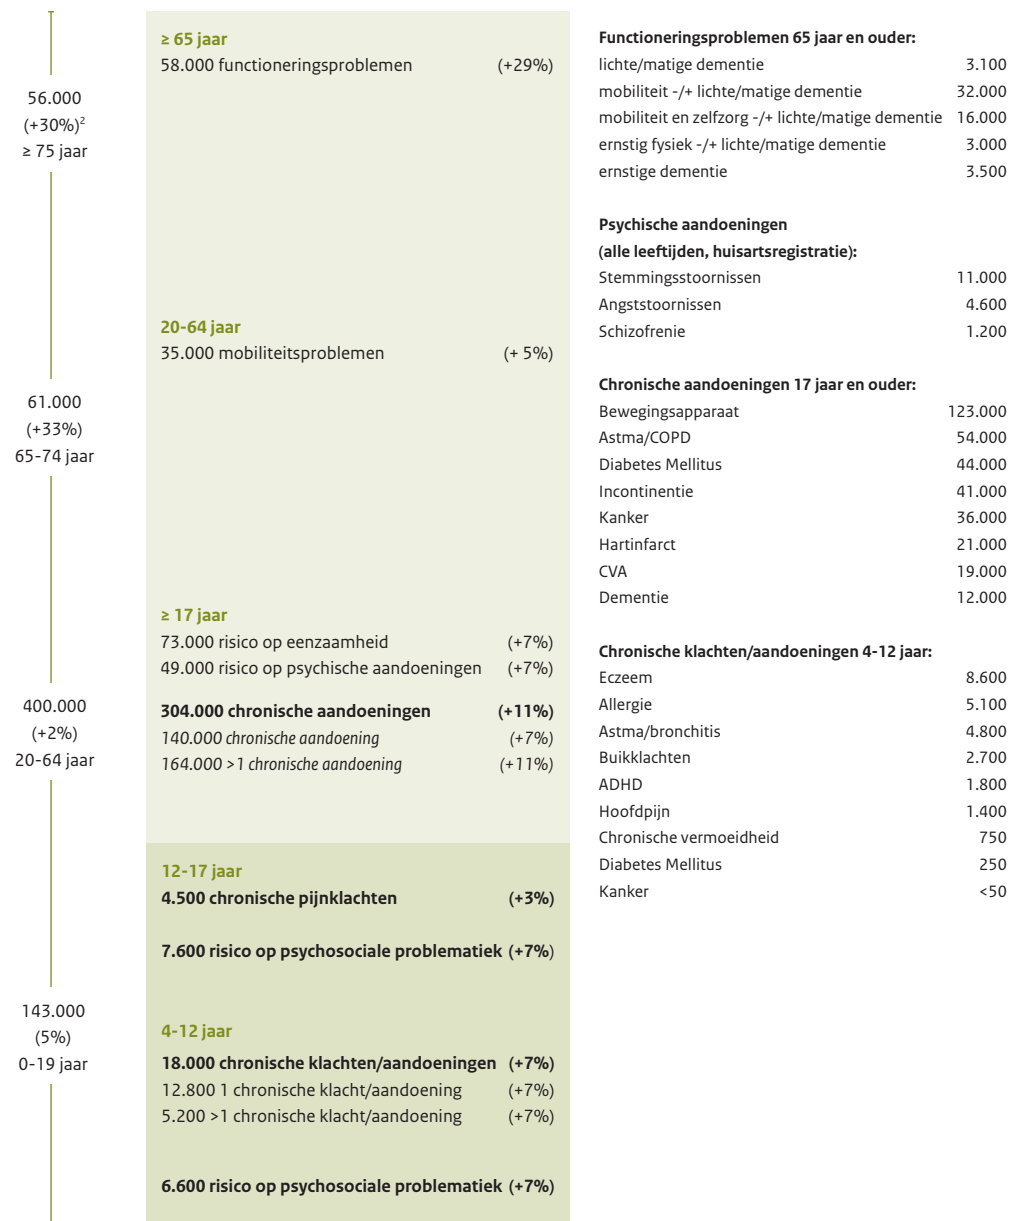 56.000
(+30%)²
≥ 75 jaar
61.000
(+33%)
65-74 jaar
400.000
(+2%)
20-64 jaar
143.000
(5%)
0-19 jaar
≥ 65 jaar
58.000 functioneringsproblemen (+29%)
20-64 jaar
35.000 mobiliteitsproblemen (+ 5%)
≥ 17 jaar
73.000 risico op eenzaamheid (+7%)
49.000 risico op psychische aandoeningen (+7%)
304.000 chronische aandoeningen (+11%)
140.000 chronische aandoening (+7%)
164.000 >1 chronische aandoening (+11%)
12-17 jaar
4.500 chronische pijnklachten (+3%)
7.600 risico op psychosociale problematiek (+7%)
4-12 jaar
18.000 chronische klachten/aandoeningen (+7%)
12.800 1 chronische klacht/aandoening (+7%)
5.200 >1 chronische klacht/aandoening (+7%)
6.600 risico op psychosociale problematiek (+7%)
Functioneringsproblemen 65 jaar en ouder:
lichte/matige dementie 3.100
mobiliteit -/+ lichte/matige dementie 32.000
mobiliteit en zelfzorg -/+ lichte/matige dementie 16.000
ernstig fysiek -/+ lichte/matige dementie 3.000
ernstige dementie 3.500
Psychische aandoeningen
(alle leeftijden, huisartsregistratie):
Stemmingsstoornissen 11.000
Angststoornissen 4.600
Schizofrenie 1.200
Chronische aandoeningen 17 jaar en ouder:
Bewegingsapparaat 123.000
Astma/COPD 54.000
Diabetes Mellitus 44.000
Incontinentie 41.000
Kanker 36.000
Hartinfarct 21.000
CVA 19.000
Dementie 12.000
Chronische klachten/aandoeningen 4-12 jaar:
Eczeem 8.600
Allergie 5.100
Astma/bronchitis 4.800
Buikklachten 2.700
ADHD 1.800
Hoofdpijn 1.400
Chronische vermoeidheid 750
Diabetes Mellitus 250
Kanker <50